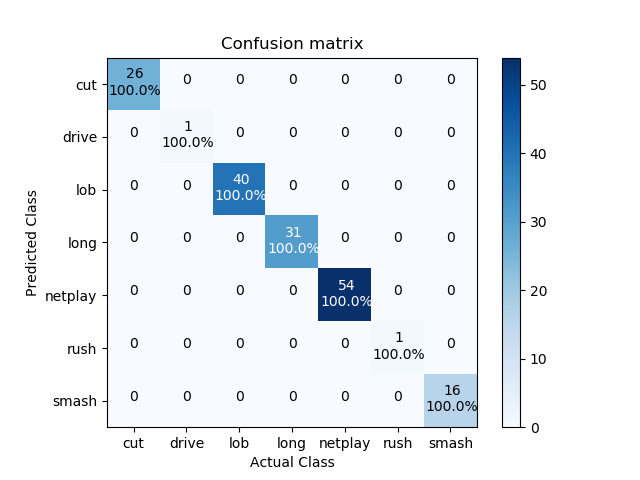 Confusion matrix
Predicted Class
cut
26
100.0%
0 0 0 0 0 0
drive
0
1
100.0%
0 0 0 0 0
lob
0 0
40
100.0%
0 0 0 0
long
0 0 0
31
100.0%
0 0 0
netplay
0 0 0 0
54
100.0%
0 0
rush
0 0 0 0 0
1
100.0%
0
smash
0 0 0 0 0 0
16
100.0%
cut drive lob long netplay rush smash
Actual Class
50
40
30
20
10
0